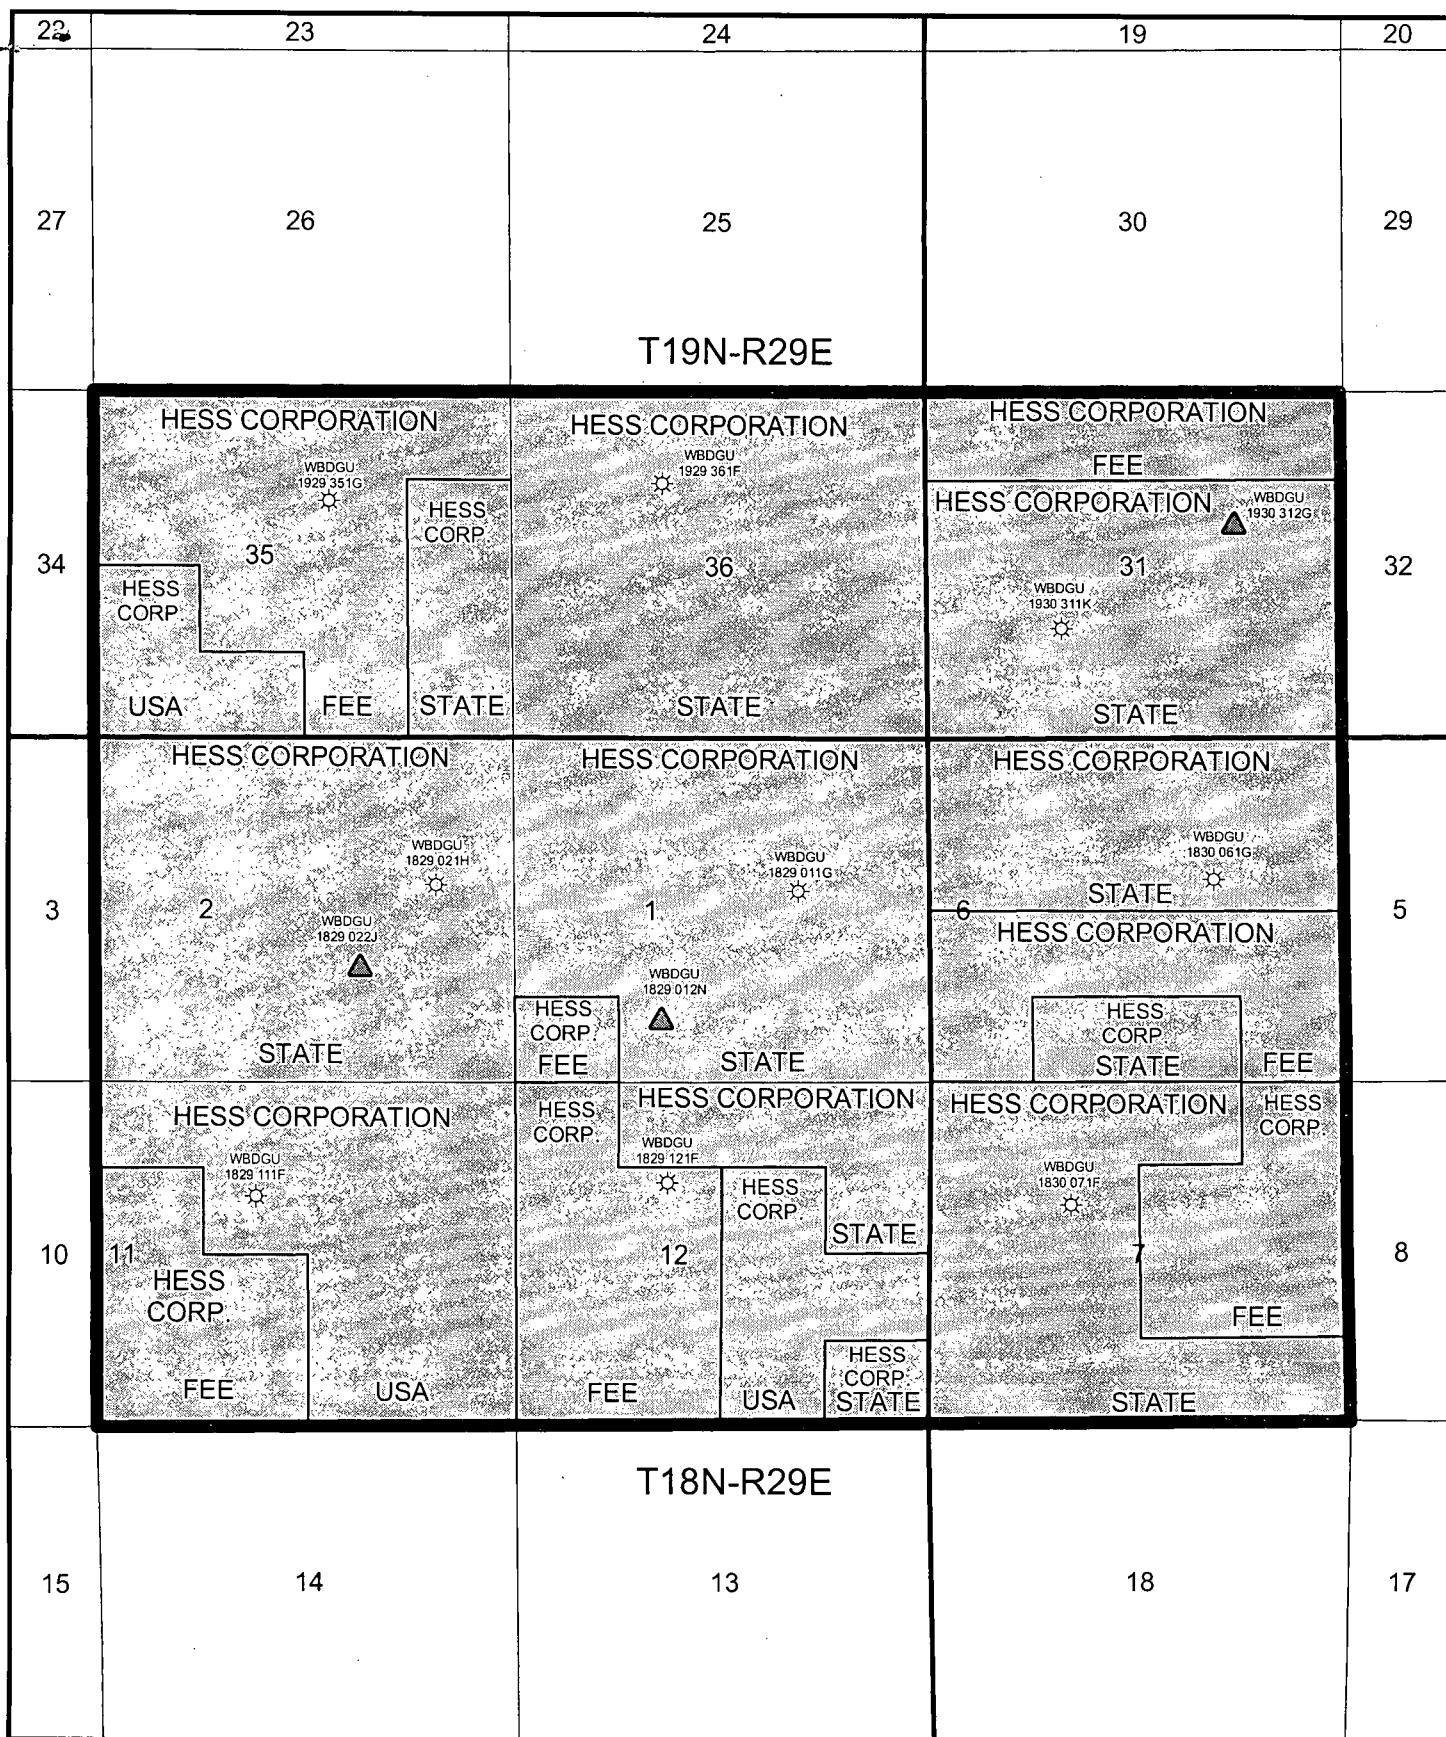 22
23
24
19
20
27
26
25
30
29
T19N-R29E
HESS CORPORATION
WBDGU
1929 351G
35
HESS
CORP.
HESS
CORP.
USA
FEE
STATE
HESS CORPORATION
WBDGU
1929 361F
36
STATE
HESS CORPORATION
FEE
HESS CORPORATION
WBDGU
1930 312G
31
WBDGU
1930 311K
STATE
34
32
HESS CORPORATION
WBDGU
1829 021H
2
WBDGU
1829 022J
STATE
HESS CORPORATION
WBDGU
1829 011G
1
WBDGU
1829 012N
HESS
CORP.
FEE
STATE
HESS CORPORATION
WBDGU
1830 061G
STATE
6
HESS CORPORATION
HESS
CORP
STATE
FEE
3
5
HESS CORPORATION
WBDGU
1829 111F
11
HESS
CORP.
FEE
USA
HESS
CORP.
HESS CORPORATION
WBDGU
1829 121F
HESS
CORP.
STATE
12
FEE
USA
HESS
CORP.
STATE
HESS CORPORATION
HESS
CORP.
WBDGU
1830 071F
7
FEE
STATE
10
8
T18N-R29E
15
14
13
18
17